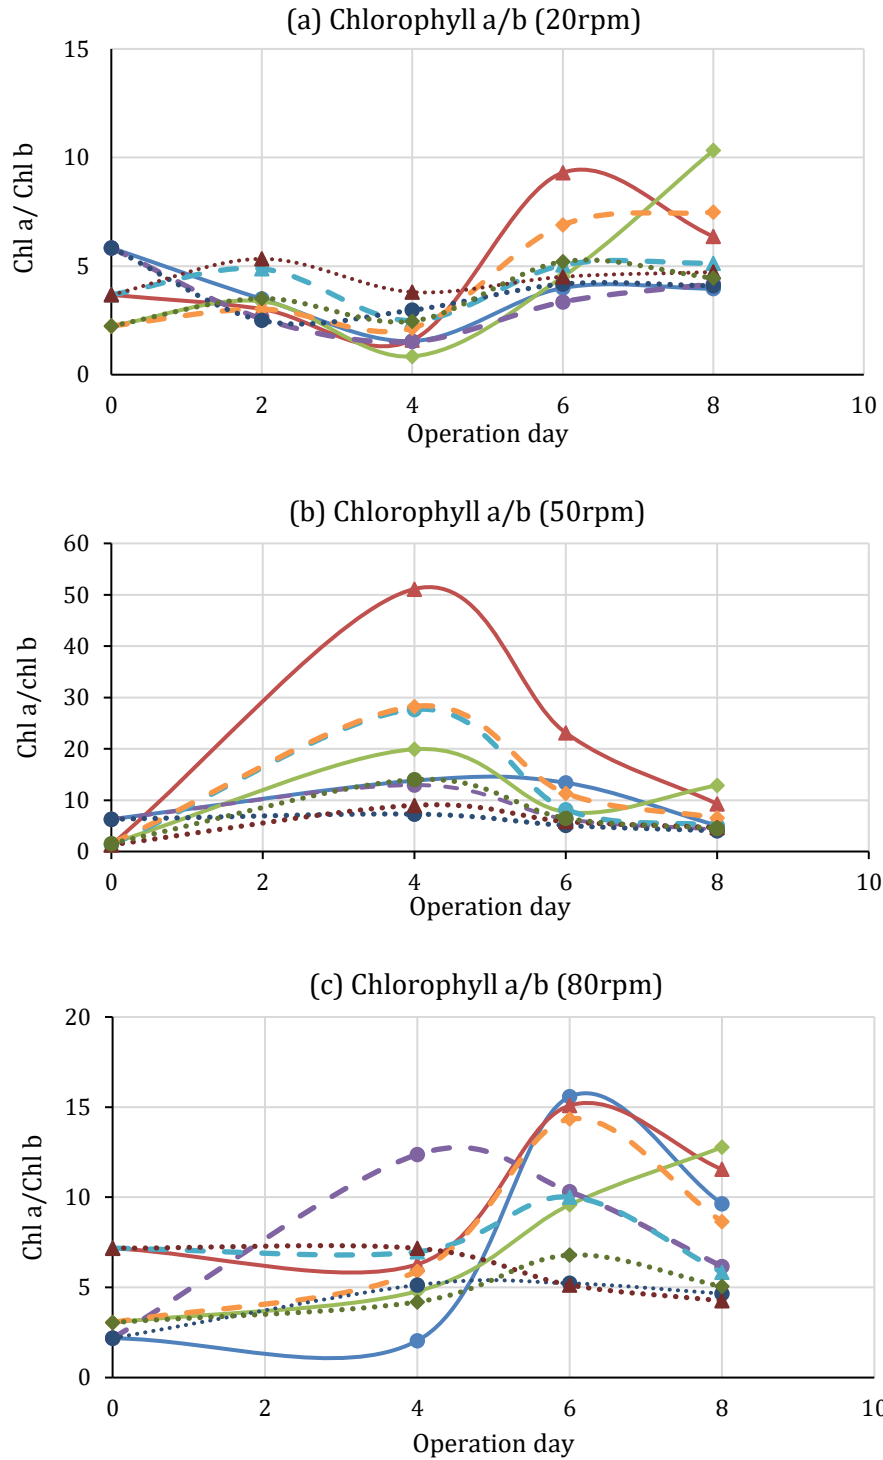 (a) Chlorophyll a/b (20rpm)
15
10
5
0
Chl a/ Chl b
0 2 4 6 8 10
Operation day
(b) Chlorophyll a/b (50rpm)
60
50
40
30
20
10
0
Chl a/chl b
0 2 4 6 8 10
Operation day
(c) Chlorophyll a/b (80rpm)
20
15
10
5
0
Chl a/Chl b
0 2 4 6 8 10
Operation day